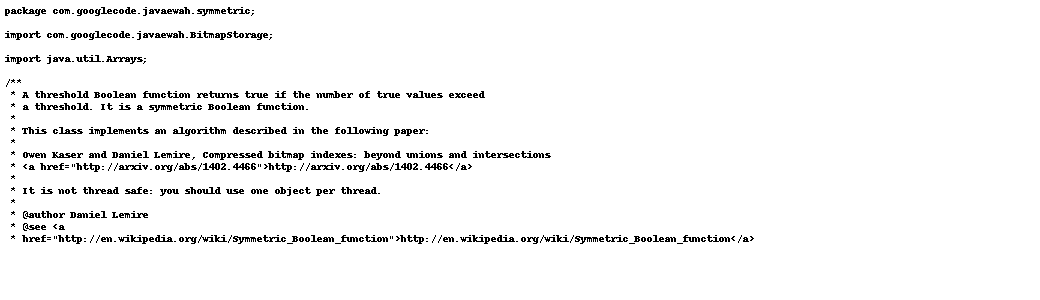 package com.googlecode.javaewah.symmetric;
import com.googlecode.javaewah.BitmapStorage;
import java.util.Arrays;
/**
* A threshold Boolean function returns true if the number of true values exceed
* a threshold. It is a symmetric Boolean function.
*
* This class implements an algorithm described in the following paper:
*
* Owen Kaser and Daniel Lemire, Compressed bitmap indexes: beyond unions and intersections
* <a href="http://arxiv.org/abs/1402.4466">http://arxiv.org/abs/1402.4466</a>
*
* It is not thread safe: you should use one object per thread.
*
* @author Daniel Lemire
* @see <a
* href="http://en.wikipedia.org/wiki/Symmetric_Boolean_function">http://en.wikipedia.org/wiki/Symmetric_Boolean_function</a>